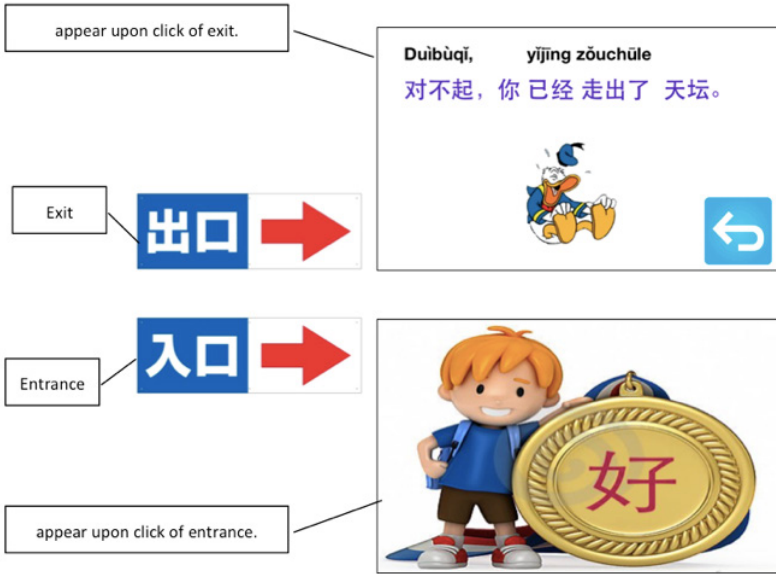 appear upon click of exit.
Duìbùqǐ, yǐjīng zǒuchūle
对不起，你 已经 走出了 天坛。
Exit
出口
入口
Entrance
好
appear upon click of entrance.